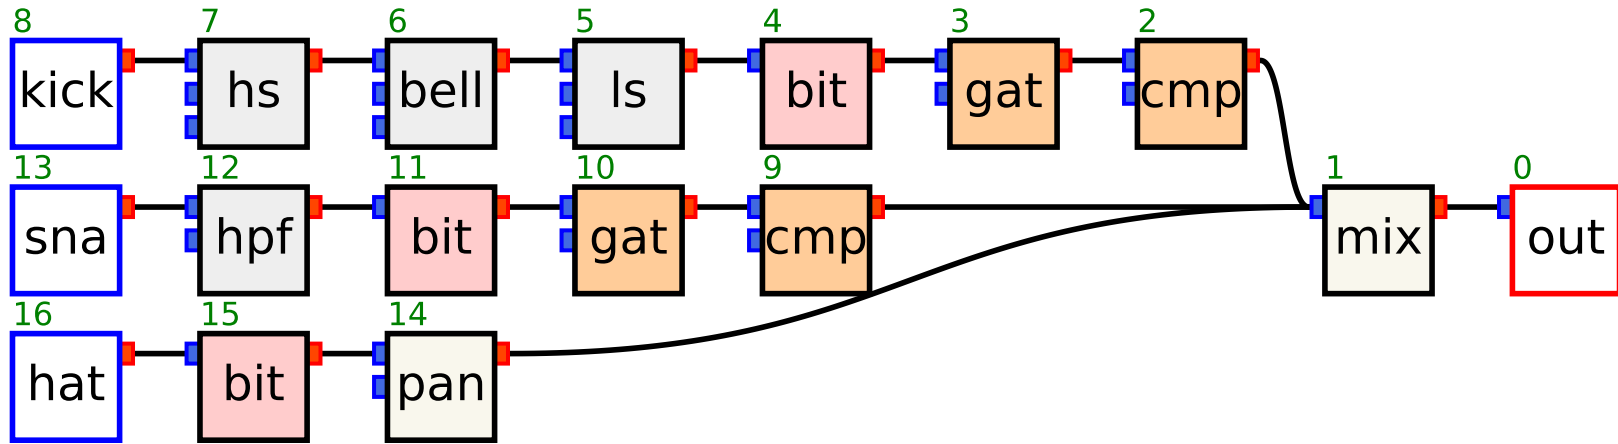 8 7 6 5 4 3 2
kick hs bell ls bit gat cmp
13 12 11 10 9 1 0
sna hpf bit gat cmp mix out
16 15 14
hat bit pan